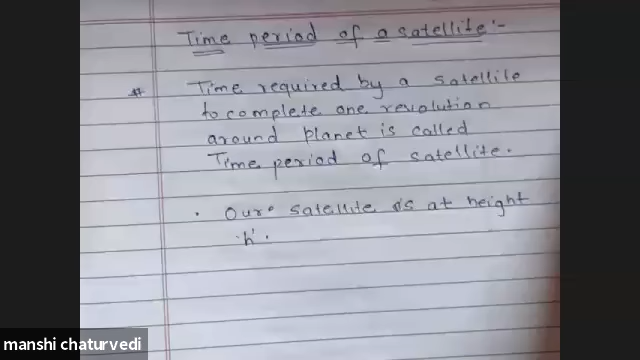 Time period of a satellite :-
* Time required by a satellite
to complete one revolution
around planet is called
Time period of satellite.
• Our satellite is at height
'h'.
manshi chaturvedi